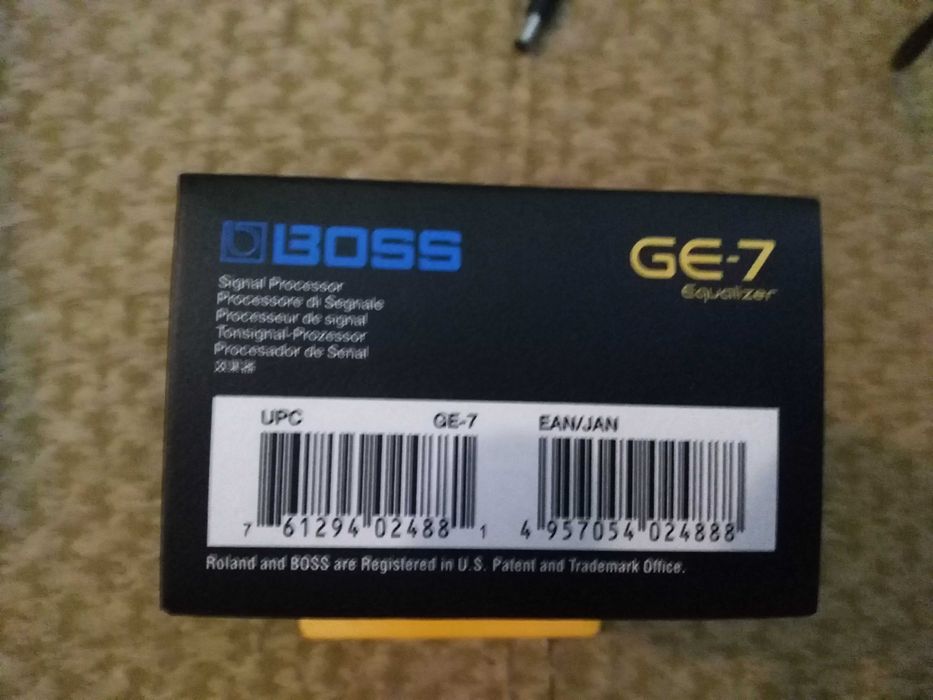 BOSS
GE-7
Equalizer
Signal Processor
Processore di Segnale
Processeur de signal
Tonsignal-Prozessor
Procesador de Señal
UPC GE-7
7 61294 02488 1
EAN/JAN
4 957054 024888
Roland and BOSS are Registered in U.S. Patent and Trademark Office.